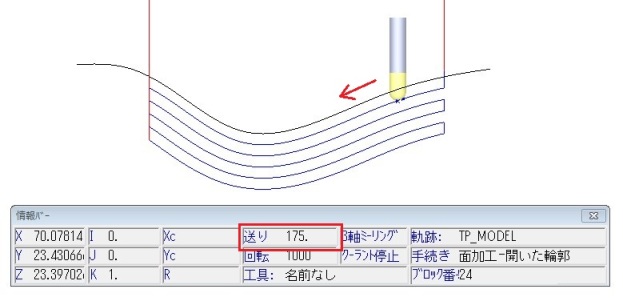 情報バー
X 70.07814 I 0. Xc 送り 175. 3軸ミーリング 軌跡: TP_MODEL
Y 23.43066 J 0. Yc 回転 1000 クーラント停止 手続き 面加工-開いた輪郭
Z 23.39702 K 1. R 工具: 名前なし ブロック番 24